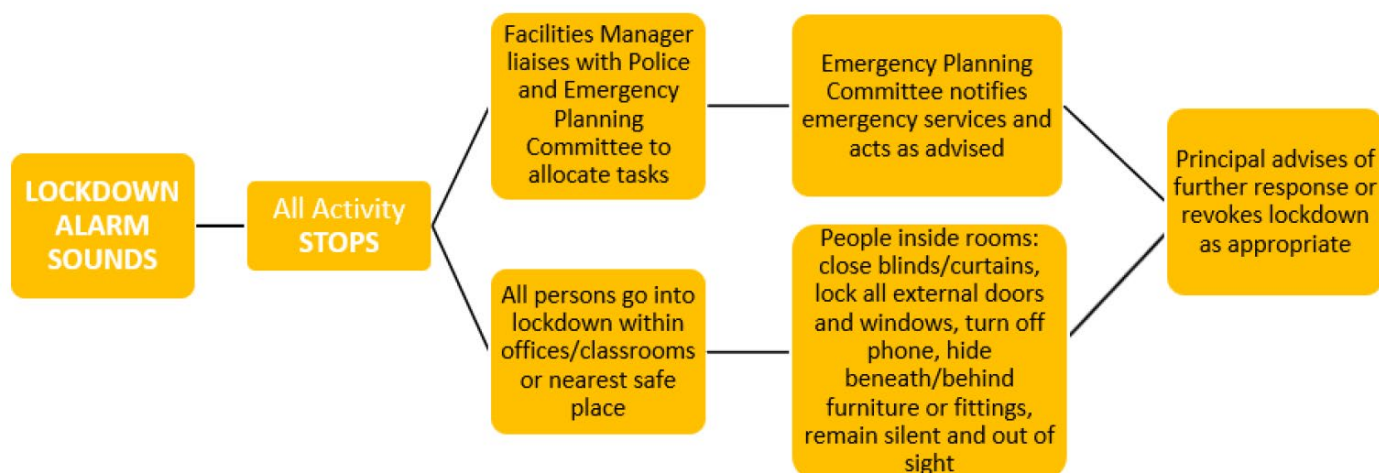 LOCKDOWN
ALARM
SOUNDS
All Activity
STOPS
Facilities Manager
liaises with Police
and Emergency
Planning
Committee to
allocate tasks
Emergency Planning
Committee notifies
emergency services and
acts as advised
All persons go into
lockdown within
offices/classrooms
or nearest safe
place
People inside rooms:
close blinds/curtains,
lock all external doors
and windows, turn off
phone, hide
beneath/behind
furniture or fittings,
remain silent and out of
sight
Principal advises of
further response or
revokes lockdown
as appropriate